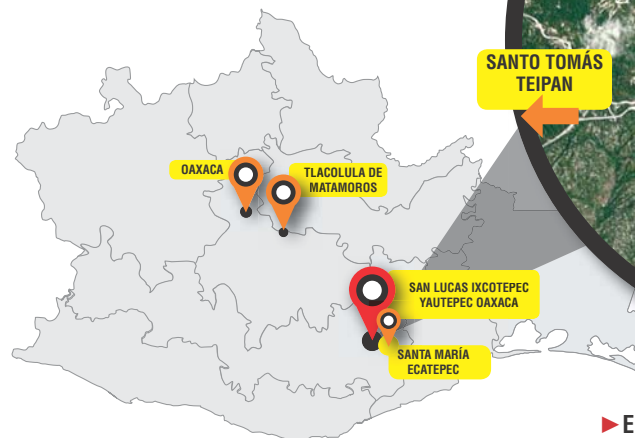 SANTO TOMÁS
TEIPAN
OAXACA
TLACOLULA DE
MATAMOROS
SAN LUCAS IXCOTEPEC
YAUTEPEC OAXACA
SANTA MARÍA
ECATEPEC
E